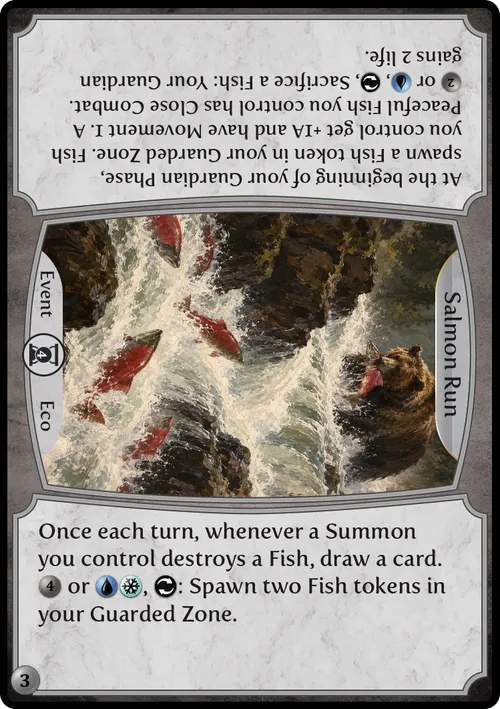 At the beginning of your Guardian Phase,
spawn a Fish token in your Guarded Zone. Fish
you control get +1A and have Movement 1. A
Peaceful Fish you control has Close Combat.
2 or , , Sacrifice a Fish: Your Guardian
gains 2 life.
Salmon Run
Event
4
Eco
Once each turn, whenever a Summon
you control destroys a Fish, draw a card.
4 or , : Spawn two Fish tokens in
your Guarded Zone.
3